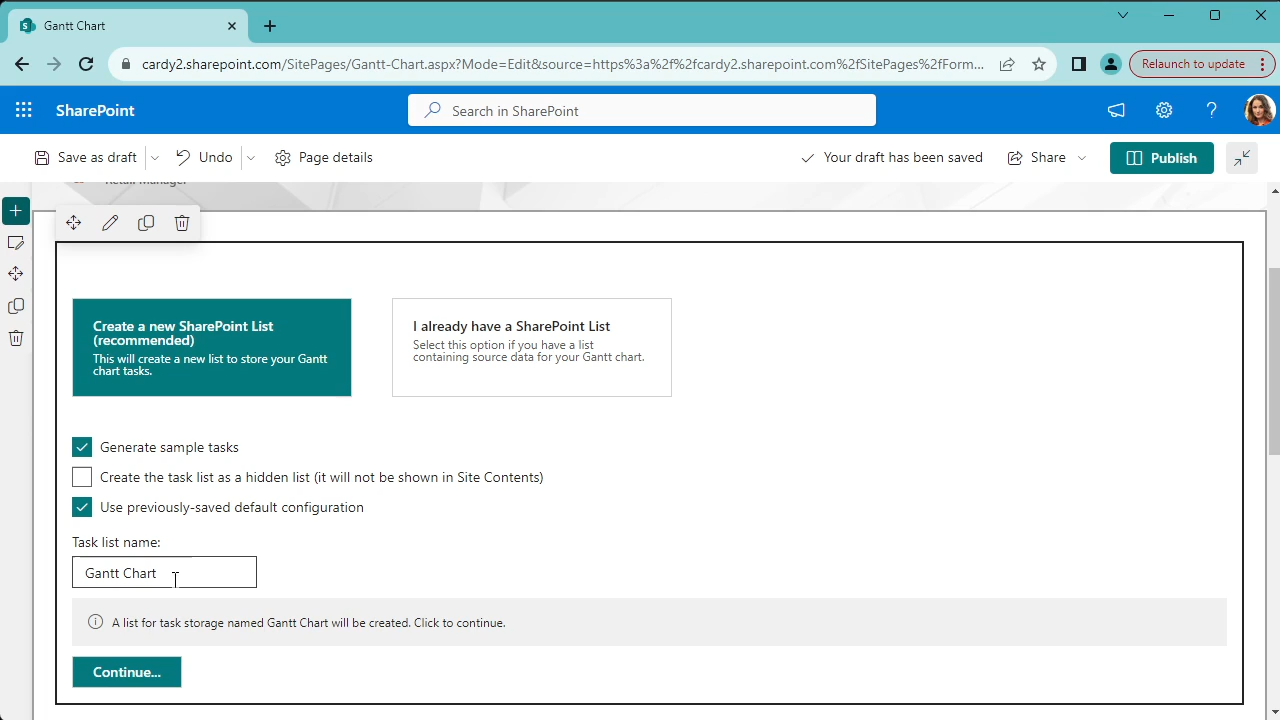 Gantt Chart
cardy2.sharepoint.com/SitePages/Gantt-Chart.aspx?Mode=Edit&source=https%3a%2f%2fcardy2.sharepoint.com%2fSitePages%2fForm...
Relaunch to update
SharePoint
Search in SharePoint
Save as draft
Undo
Page details
Your draft has been saved
Share
Publish
Retail Manager
Create a new SharePoint List
(recommended)
This will create a new list to store your Gantt
chart tasks.
I already have a SharePoint List
Select this option if you have a list
containing source data for your Gantt chart.
Generate sample tasks
Create the task list as a hidden list (it will not be shown in Site Contents)
Use previously-saved default configuration
Task list name:
Gantt Chart
A list for task storage named Gantt Chart will be created. Click to continue.
Continue...